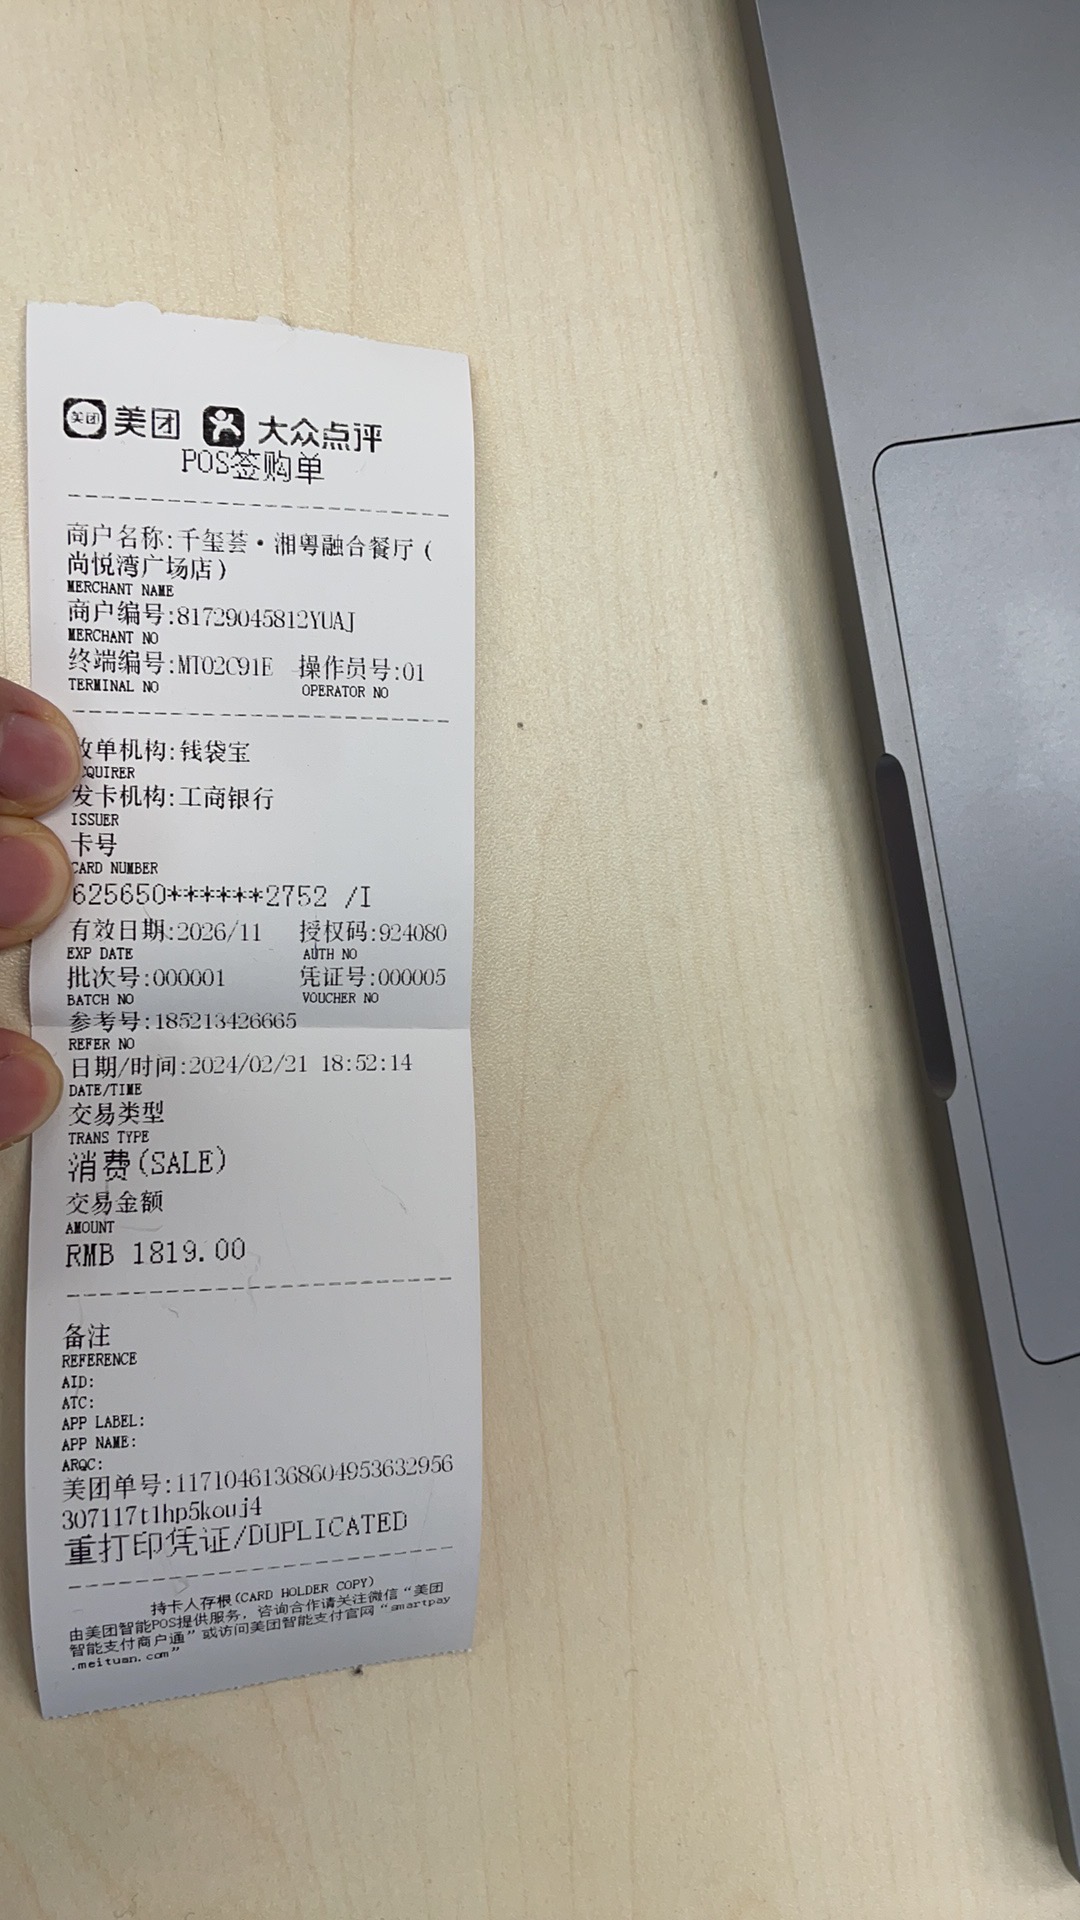 美团 美团 大众点评
POS签购单
商户名称:千玺荟·湘粤融合餐厅(
尚悦湾广场店)
MERCHANT NAME
商户编号:81729045812YUAJ
MERCHANT NO
终端编号:MT02C91E 操作员号:01
TERMINAL NO OPERATOR NO
收单机构:钱袋宝
CQUIRER
发卡机构:工商银行
ISSUER
卡号
CARD NUMBER
625650******2752 /I
有效日期:2026/11 授权码:924080
EXP DATE AUTH NO
批次号:000001 凭证号:000005
BATCH NO VOUCHER NO
参考号:185213426665
REFER NO
日期/时间:2024/02/21 18:52:14
DATE/TIME
交易类型
TRANS TYPE
消费(SALE)
交易金额
AMOUNT
RMB 1819.00
备注
REFERENCE
AID:
ATC:
APP LABEL:
APP NAME:
ARQC:
美团单号:11710461368604953632956
307117t1hp5kouj4
重打印凭证/DUPLICATED
持卡人存根(CARD HOLDER COPY)
由美团智能POS提供服务，咨询合作请关注微信“美团
智能支付商户通”或访问美团智能支付官网“smartpay
.meituan.com”